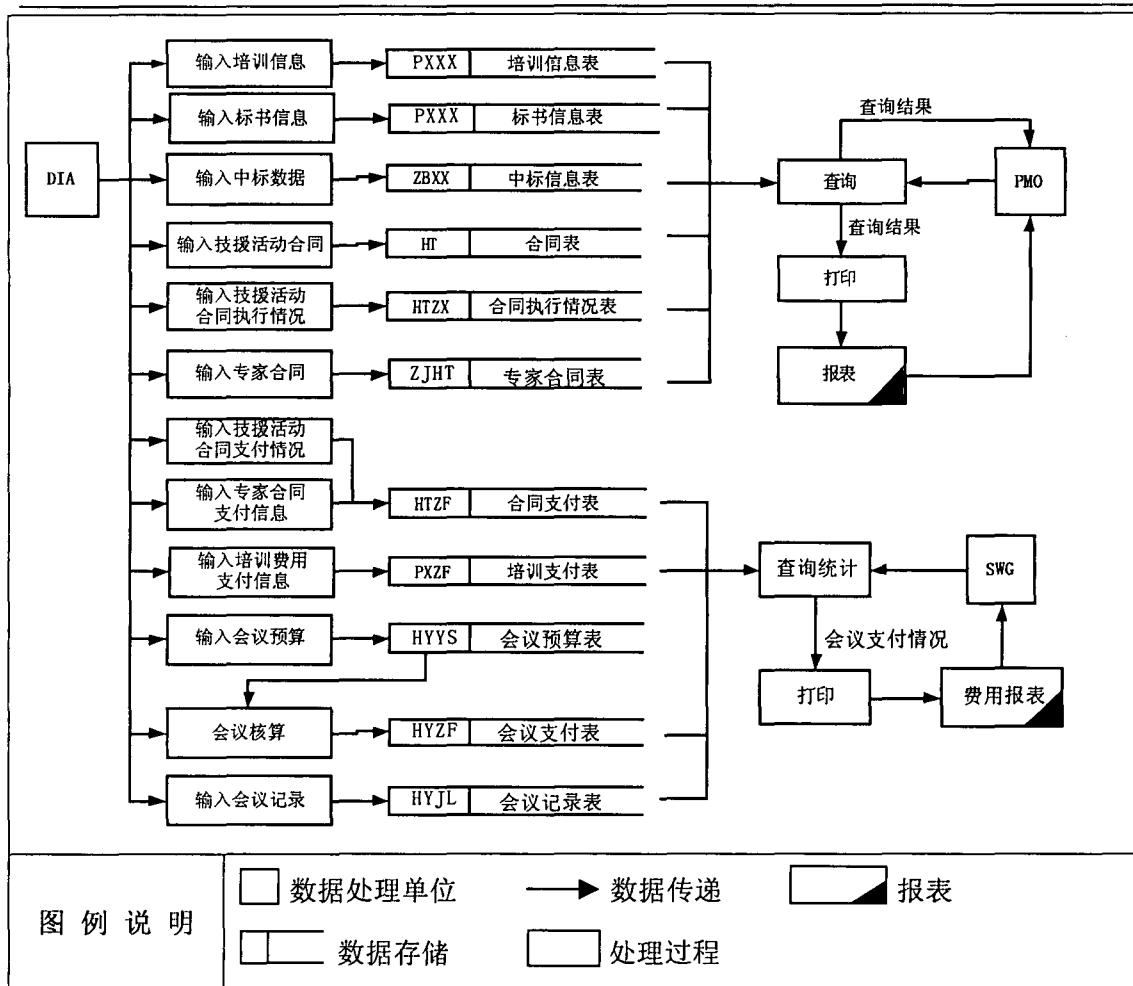 输入培训信息
PXXX
培训信息表
输入标书信息
PXXX
标书信息表
查询结果
DIA
输入中标数据
ZBXX
中标信息表
查询
PMO
输入技援活动合同
HT
合同表
查询结果
打印
输入技援活动
合同执行情况
HTZX
合同执行情况表
输入专家合同
ZJHT
专家合同表
报表
输入技援活动
合同支付情况
输入专家合同
支付信息
HTZF
合同支付表
输入培训费用
支付信息
PXZF
培训支付表
查询统计
SWG
输入会议预算
HYYS
会议预算表
会议支付情况
打印
费用报表
会议核算
HYZF
会议支付表
输入会议记录
HYJL
会议记录表
图例说明
数据处理单位
数据传递
报表
数据存储
处理过程